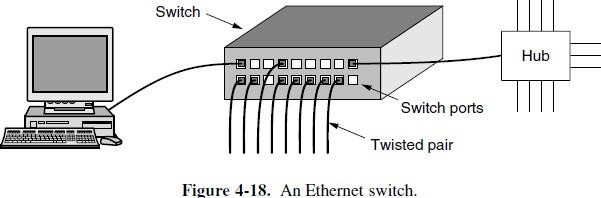 Switch
Hub
Switch ports
Twisted pair
Figure 4-18. An Ethernet switch.